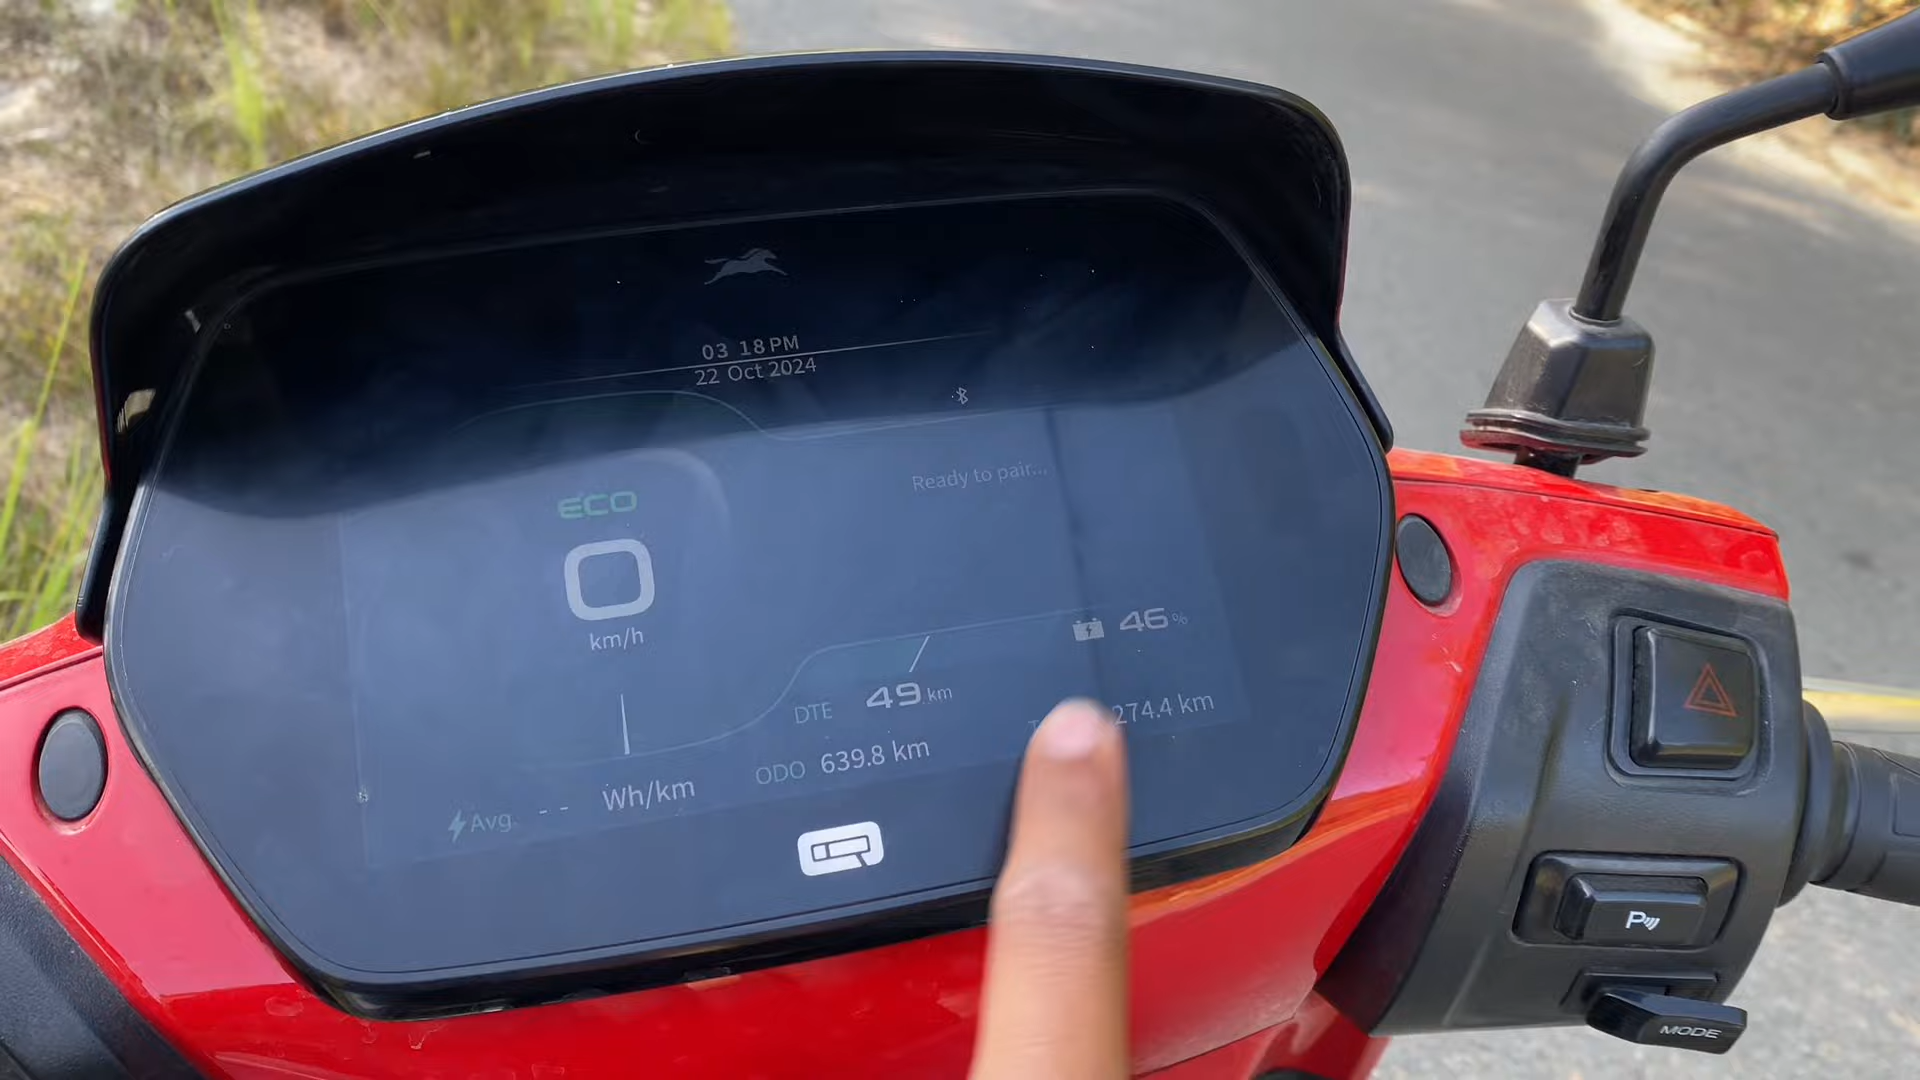 03 18 PM
22 Oct 2024
Ready to pair...
ECO
0
km/h
46 %
DTE 49 km
274.4 km
ODO 639.8 km
Avg -- Wh/km
P
MODE